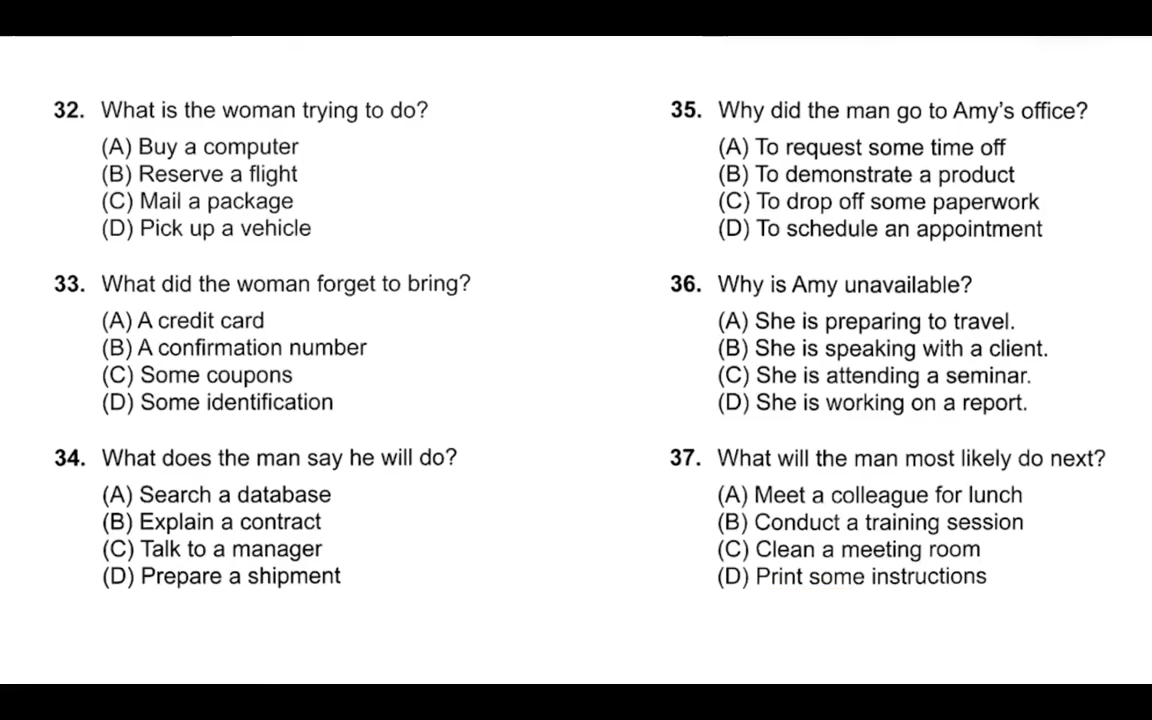 32. What is the woman trying to do?
(A) Buy a computer
(B) Reserve a flight
(C) Mail a package
(D) Pick up a vehicle
33. What did the woman forget to bring?
(A) A credit card
(B) A confirmation number
(C) Some coupons
(D) Some identification
34. What does the man say he will do?
(A) Search a database
(B) Explain a contract
(C) Talk to a manager
(D) Prepare a shipment
35. Why did the man go to Amy's office?
(A) To request some time off
(B) To demonstrate a product
(C) To drop off some paperwork
(D) To schedule an appointment
36. Why is Amy unavailable?
(A) She is preparing to travel.
(B) She is speaking with a client.
(C) She is attending a seminar.
(D) She is working on a report.
37. What will the man most likely do next?
(A) Meet a colleague for lunch
(B) Conduct a training session
(C) Clean a meeting room
(D) Print some instructions